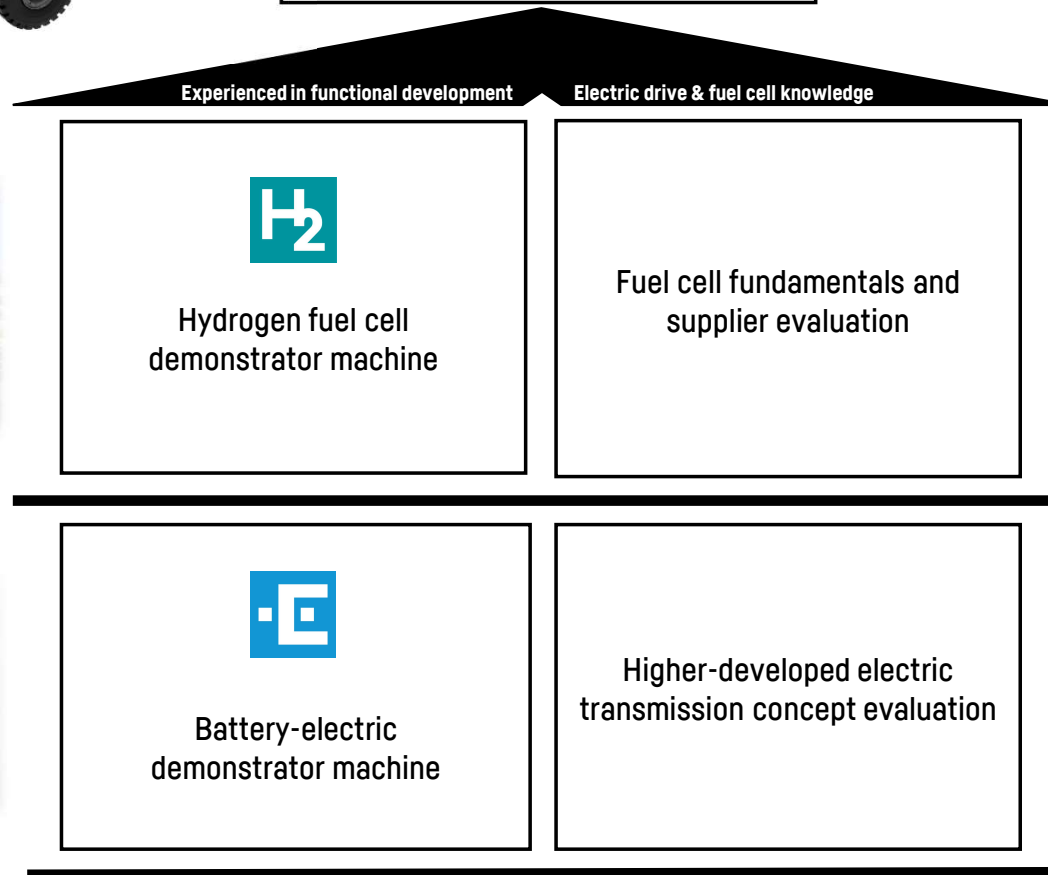 Experienced in functional development
Electric drive & fuel cell knowledge
H2
Hydrogen fuel cell
demonstrator machine
Fuel cell fundamentals and
supplier evaluation
·E
Battery-electric
demonstrator machine
Higher-developed electric
transmission concept evaluation